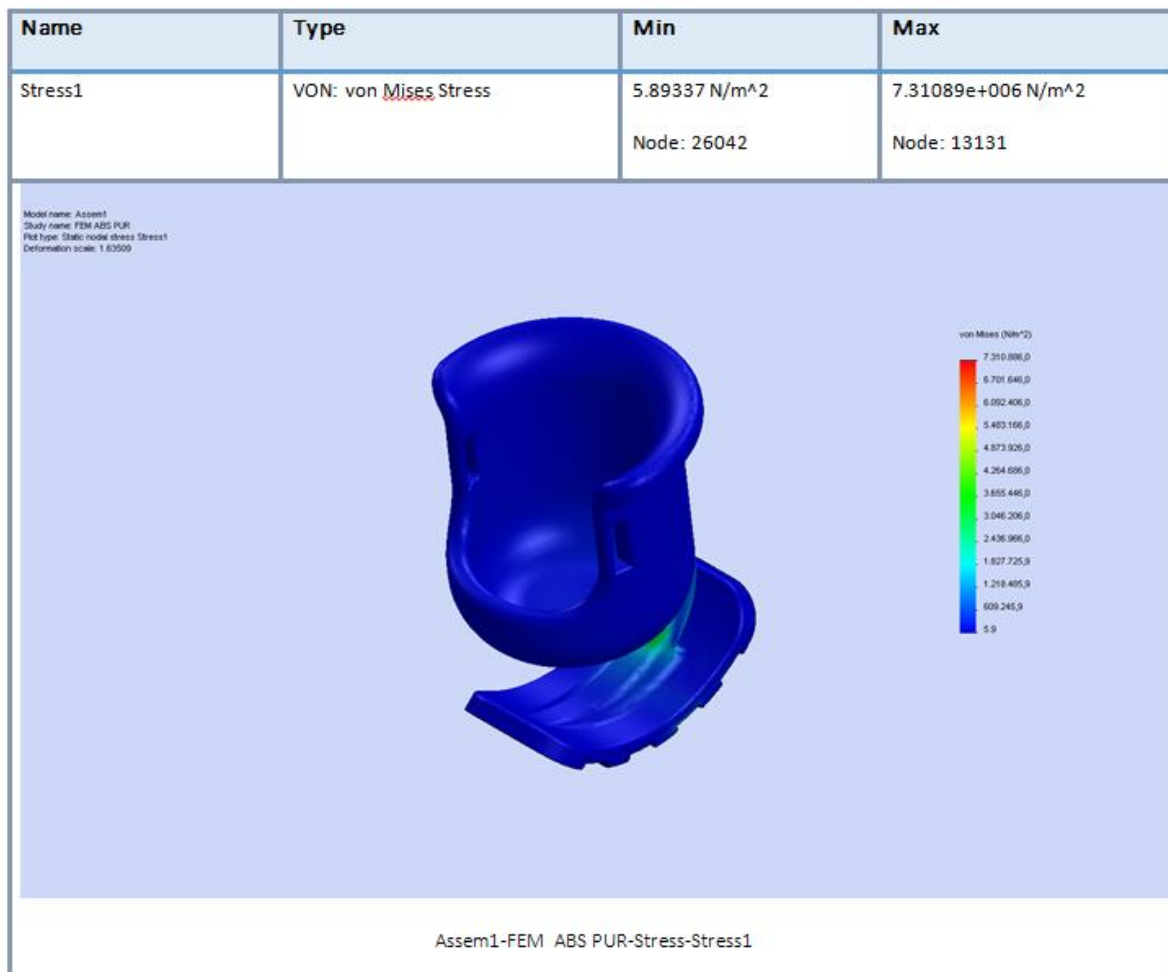 Name Type Min Max
Stress1 VON: von Mises Stress 5.89337 N/m^2 7.31089e+006 N/m^2
Node: 26042 Node: 13131
Model name: Assem1
Study name: FEM ABS PUR
Plot type: Static nodal stress Stress1
Deformation scale: 1.63509
von Mises (N/m^2)
7.310.886,0
6.701.646,0
6.092.406,0
5.483.166,0
4.873.926,0
4.264.686,0
3.655.446,0
3.046.206,0
2.436.966,0
1.827.725,9
1.218.485,9
609.245,9
5.9
Assem1-FEM ABS PUR-Stress-Stress1